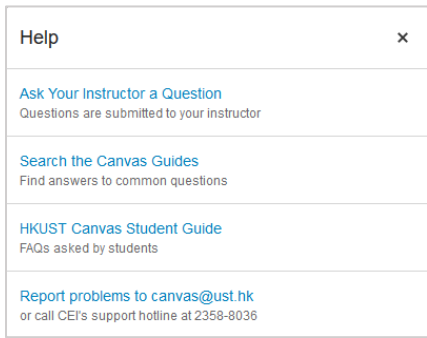 Help ×
Ask Your Instructor a Question
Questions are submitted to your instructor
Search the Canvas Guides
Find answers to common questions
HKUST Canvas Student Guide
FAQs asked by students
Report problems to canvas@ust.hk
or call CEI's support hotline at 2358-8036